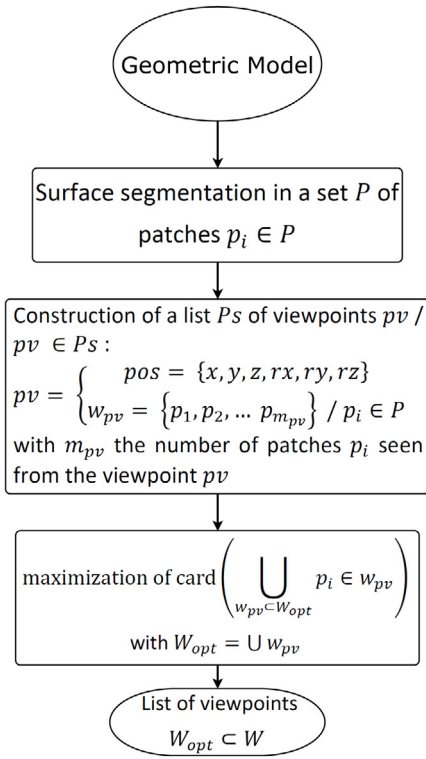 Geometric Model
Surface segmentation in a set P of
patches pᵢ ∈ P
Construction of a list Ps of viewpoints pv /
pv ∈ Ps :
pv = { pos = {x, y, z, rx, ry, rz}
w_pv = {p₁, p₂, … p_{m_pv}} / pᵢ ∈ P
with m_pv the number of patches pᵢ seen
from the viewpoint pv
maximization of card( ⋃_{w_pv⊂W_opt} pᵢ ∈ w_pv )
with W_opt = ∪ w_pv
List of viewpoints
W_opt ⊂ W